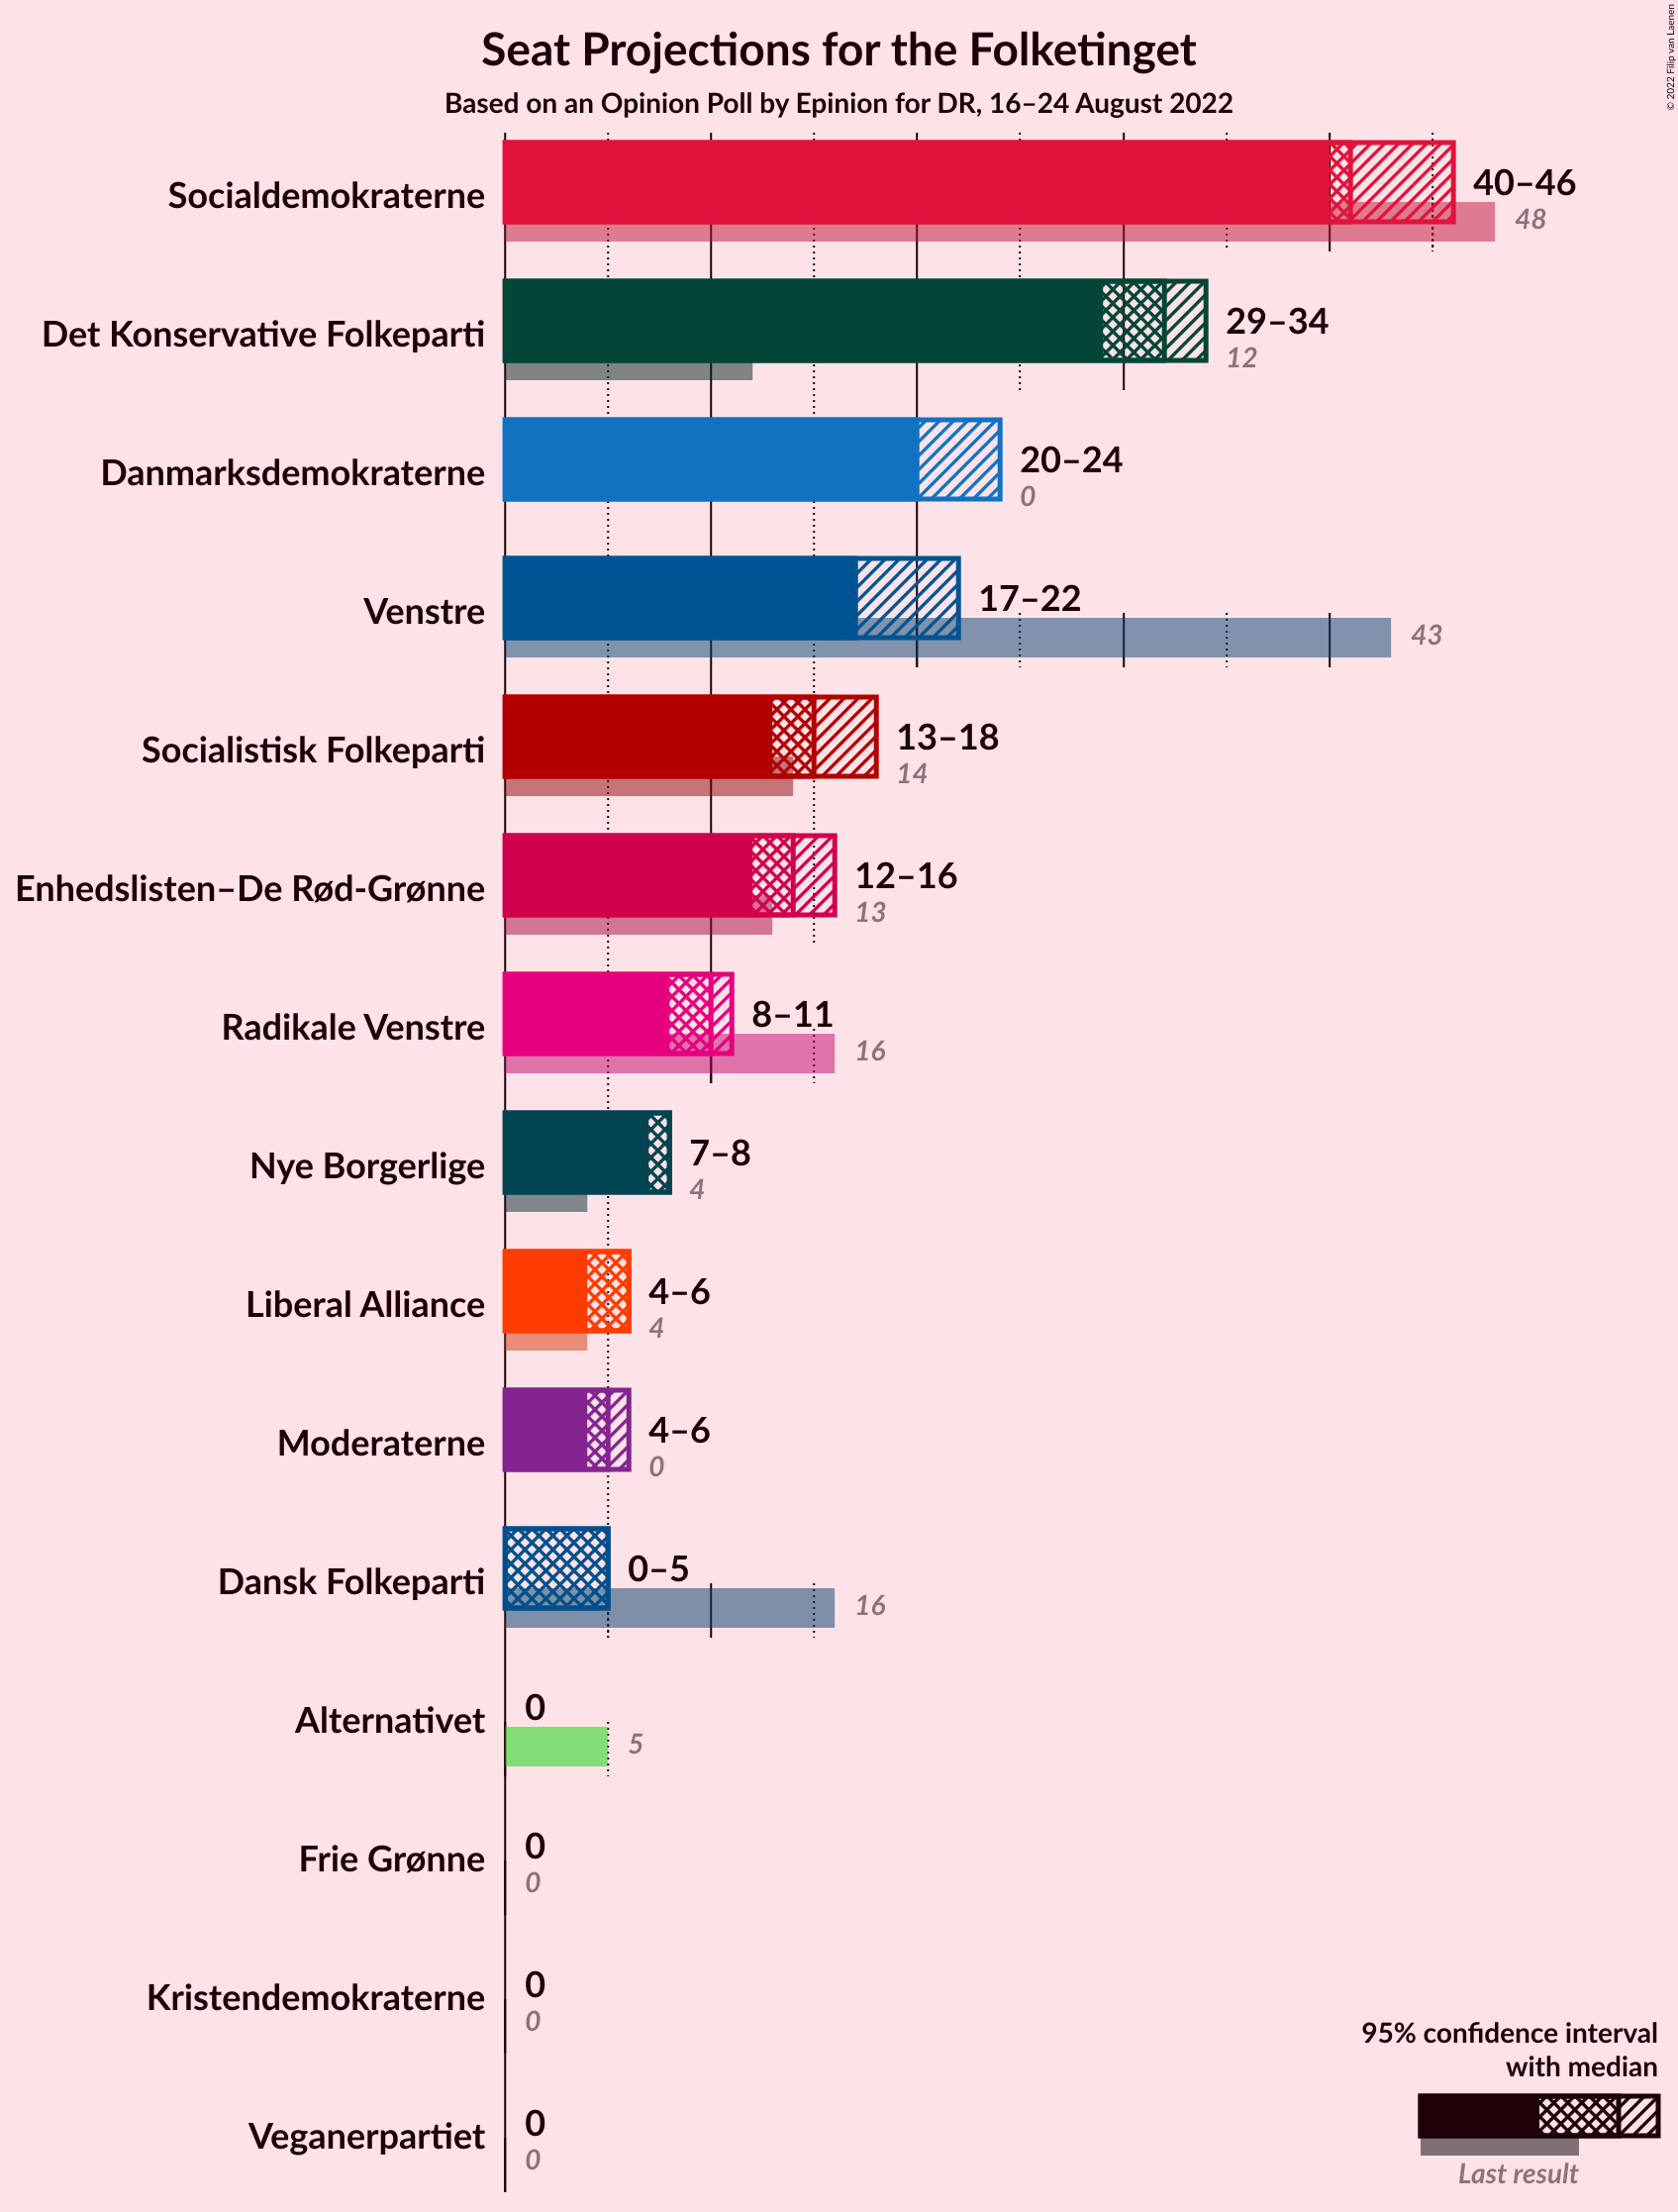 Seat Projections for the Folketinget
Based on an Opinion Poll by Epinion for DR, 16–24 August 2022
© 2022 Filip van Laenen
Socialdemokraterne
40–46
48
Det Konservative Folkeparti
29–34
12
Danmarksdemokraterne
20–24
0
Venstre
17–22
43
Socialistisk Folkeparti
13–18
14
Enhedslisten–De Rød-Grønne
12–16
13
Radikale Venstre
8–11
16
Nye Borgerlige
7–8
4
Liberal Alliance
4–6
4
Moderaterne
4–6
0
Dansk Folkeparti
0–5
16
Alternativet
0
5
Frie Grønne
0
0
Kristendemokraterne
0
0
Veganerpartiet
0
0
95% confidence interval
with median
Last result